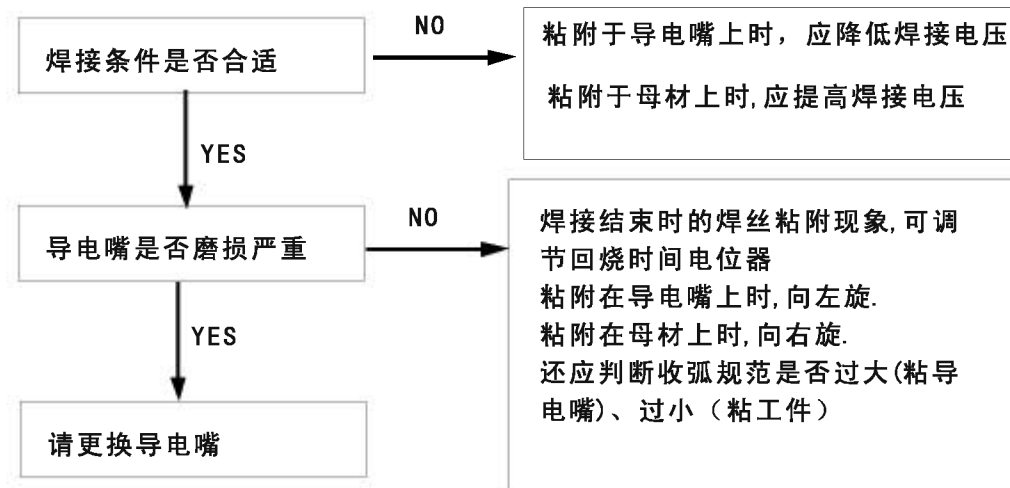 焊接条件是否合适
NO
粘附于导电嘴上时，应降低焊接电压
粘附于母材上时,应提高焊接电压
YES
导电嘴是否磨损严重
NO
焊接结束时的焊丝粘附现象,可调
节回烧时间电位器
粘附在导电嘴上时,向左旋.
粘附在母材上时,向右旋.
还应判断收弧规范是否过大(粘导
电嘴)、过小（粘工件）
YES
请更换导电嘴